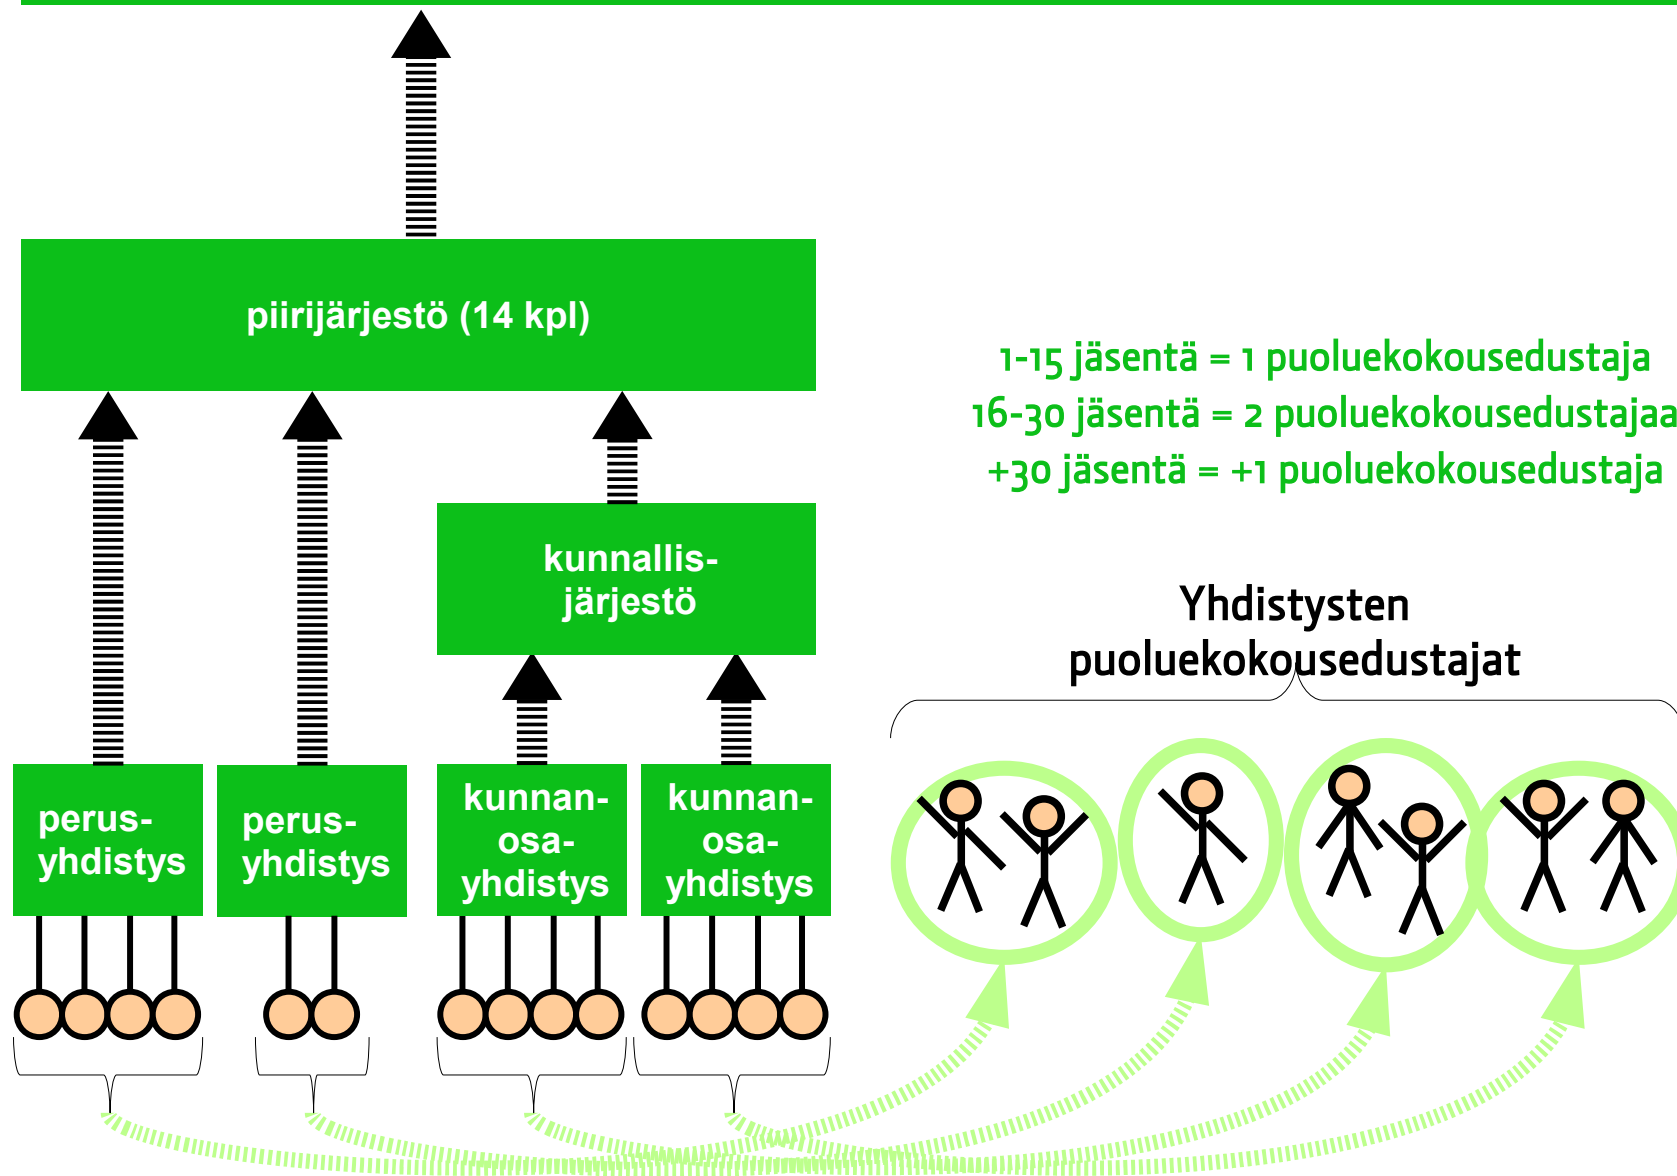 piirijärjestö (14 kpl)
1-15 jäsentä = 1 puoluekokousedustaja
16-30 jäsentä = 2 puoluekokousedustajaa
+30 jäsentä = +1 puoluekokousedustaja
kunnallis-
järjestö
Yhdistysten
puoluekokousedustajat
perus-
yhdistys
perus-
yhdistys
kunnan-
osa-
yhdistys
kunnan-
osa-
yhdistys